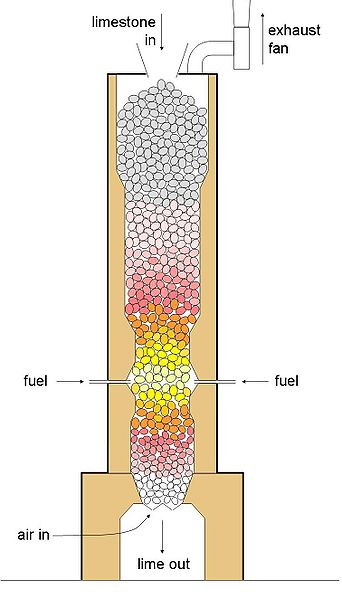 limestone
in
exhaust
fan
fuel
fuel
air in
lime out